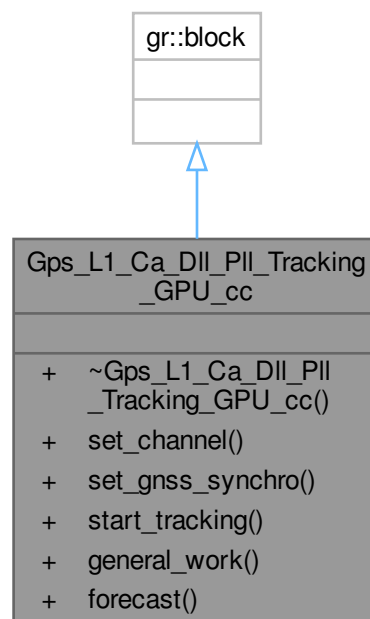 gr::block
Gps_L1_Ca_Dll_Pll_Tracking
_GPU_cc
+ ~Gps_L1_Ca_Dll_Pll
_Tracking_GPU_cc()
+ set_channel()
+ set_gnss_synchro()
+ start_tracking()
+ general_work()
+ forecast()